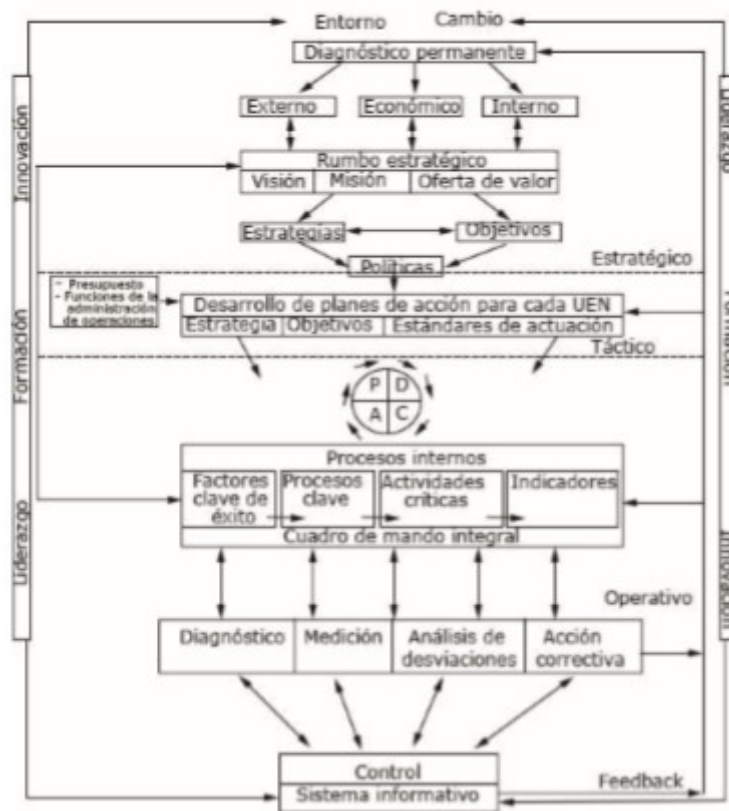 Entorno
Cambio
Diagnóstico permanente
Externo
Económico
Interno
Rumbo estratégico
Visión
Misión
Oferta de valor
Estrategias
Objetivos
Políticas
Estratégico
- Presupuesto
- Funciones de la
administración
de operaciones
Desarrollo de planes de acción para cada UEN
Estrategia
Objetivos
Estándares de actuación
Táctico
P
D
A
C
Procesos internos
Factores
clave de
éxito
Procesos
clave
Actividades
críticas
Indicadores
Cuadro de mando integral
Operativo
Diagnóstico
Medición
Análisis de
desviaciones
Acción
correctiva
Control
Sistema informativo
Feedback
Innovación
Formación
Liderazgo
Liderazgo
Formación
Innovación